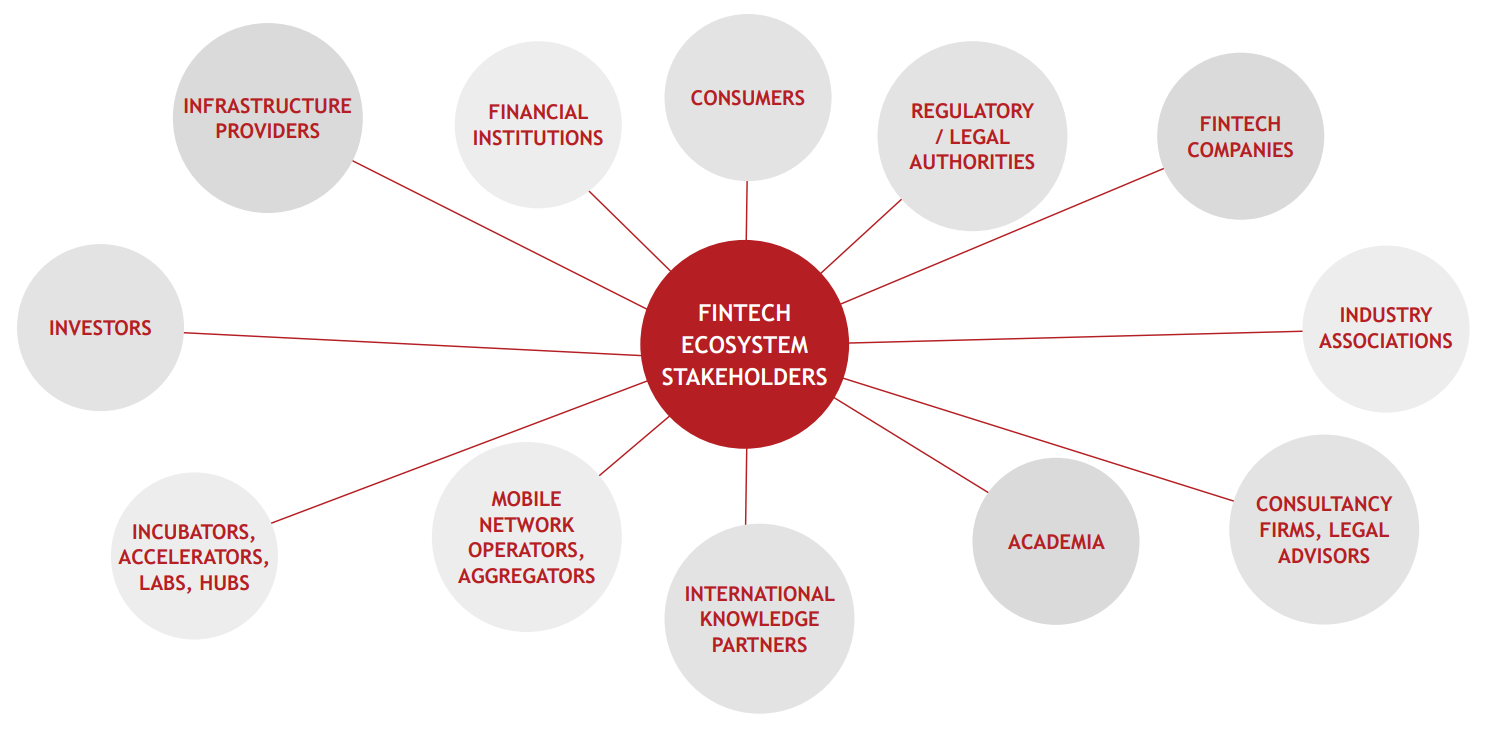 INFRASTRUCTURE
PROVIDERS
FINANCIAL
INSTITUTIONS
CONSUMERS
REGULATORY
/ LEGAL
AUTHORITIES
FINTECH
COMPANIES
INVESTORS
FINTECH
ECOSYSTEM
STAKEHOLDERS
INDUSTRY
ASSOCIATIONS
INCUBATORS,
ACCELERATORS,
LABS, HUBS
MOBILE
NETWORK
OPERATORS,
AGGREGATORS
INTERNATIONAL
KNOWLEDGE
PARTNERS
ACADEMIA
CONSULTANCY
FIRMS, LEGAL
ADVISORS